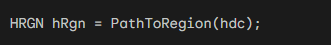 HRGN hRgn = PathToRegion(hdc);